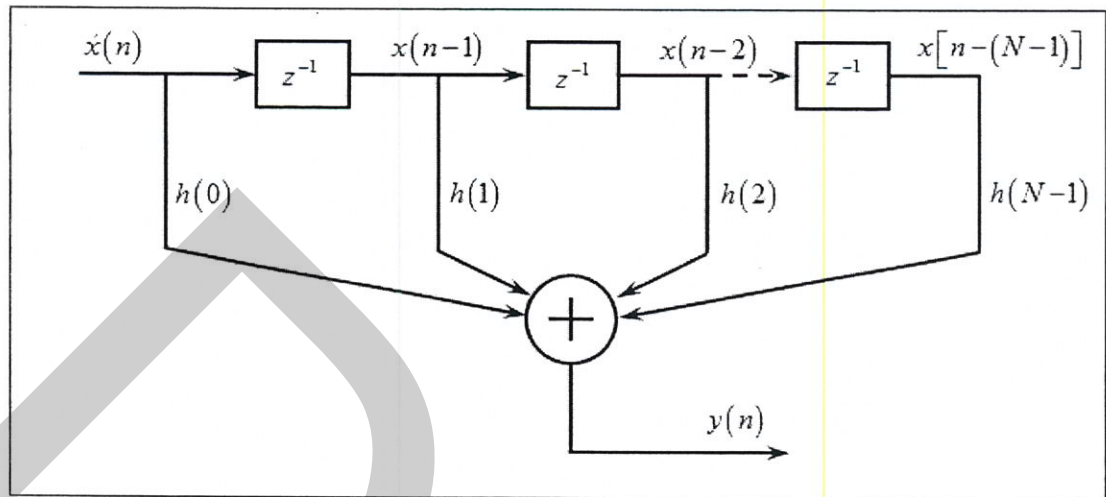 x(n) x(n−1) x(n−2) x[n−(N−1)]
z⁻¹ z⁻¹ z⁻¹
h(0) h(1) h(2) h(N−1)
+
y(n)